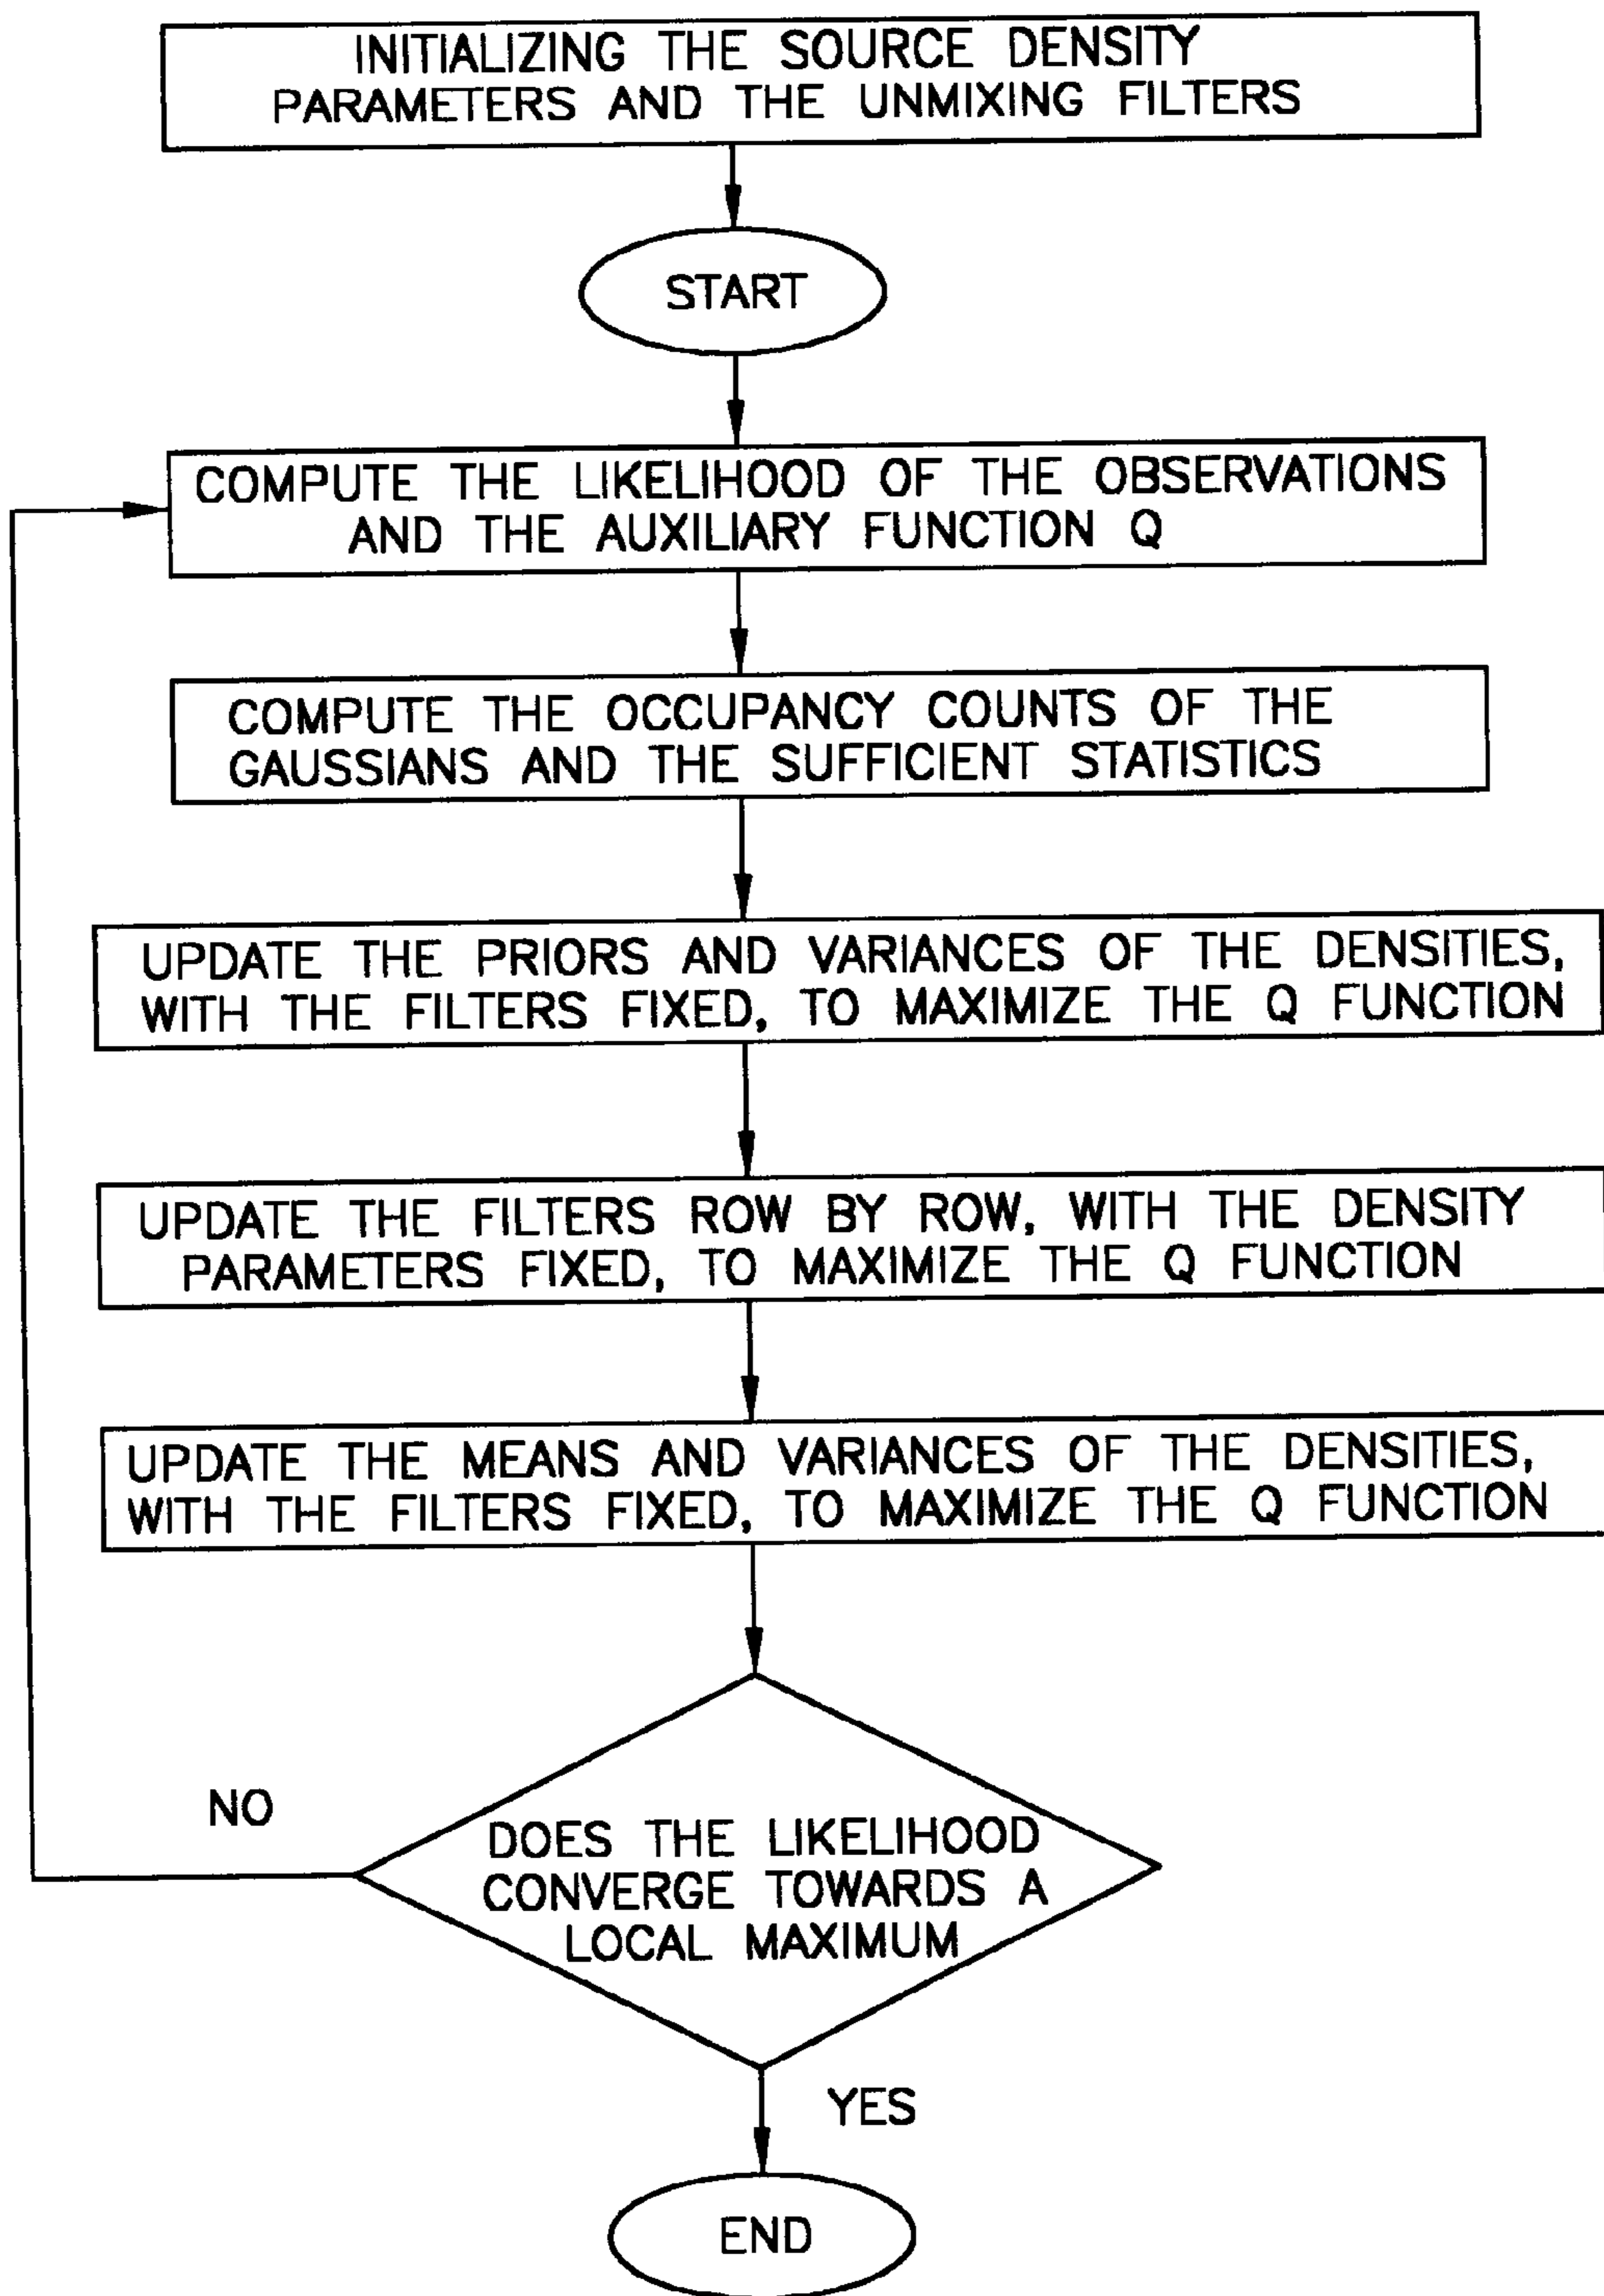 INITIALIZING THE SOURCE DENSITY
PARAMETERS AND THE UNMIXING FILTERS
START
COMPUTE THE LIKELIHOOD OF THE OBSERVATIONS
AND THE AUXILIARY FUNCTION Q
COMPUTE THE OCCUPANCY COUNTS OF THE
GAUSSIANS AND THE SUFFICIENT STATISTICS
UPDATE THE PRIORS AND VARIANCES OF THE DENSITIES,
WITH THE FILTERS FIXED, TO MAXIMIZE THE Q FUNCTION
UPDATE THE FILTERS ROW BY ROW, WITH THE DENSITY
PARAMETERS FIXED, TO MAXIMIZE THE Q FUNCTION
UPDATE THE MEANS AND VARIANCES OF THE DENSITIES,
WITH THE FILTERS FIXED, TO MAXIMIZE THE Q FUNCTION
NO
DOES THE LIKELIHOOD
CONVERGE TOWARDS A
LOCAL MAXIMUM
YES
END